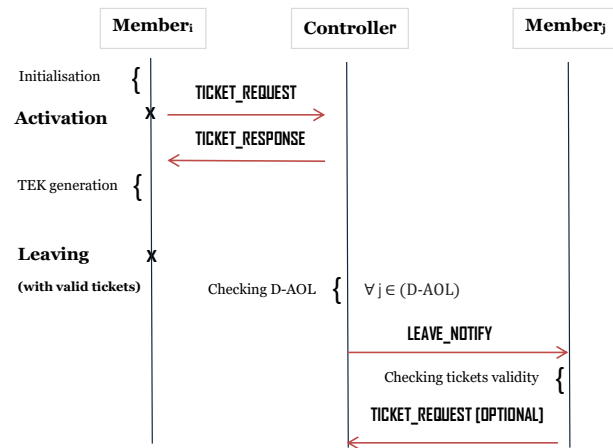 Memberi Controller Memberj
Initialisation {
TICKET_REQUEST
Activation x
TICKET_RESPONSE
TEK generation {
Leaving x
(with valid tickets) Checking D-AOL { ∀ j ∈ (D-AOL)
LEAVE_NOTIFY
Checking tickets validity {
TICKET_REQUEST (OPTIONAL)